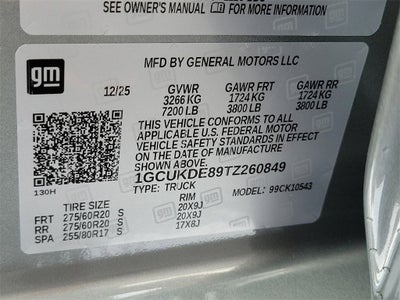 SEE OWNER'S MANUAL FOR MORE
gm
MFD BY GENERAL MOTORS LLC
12/25 GVWR GAWR FRT GAWR RR
3266 KG 1724 KG 1724 KG
7200 LB 3800 LB 3800 LB
THIS VEHICLE CONFORMS TO ALL
APPLICABLE U.S. FEDERAL MOTOR
VEHICLE SAFETY STANDARDS IN EFFECT
ON THE DATE OF MANUFACTURE
SHOWN ABOVE.
1GCUKDE89TZ260849
TYPE: TRUCK 99CK10543
130H
TIRE SIZE RIM
FRT 275/60R20 S 20X9J
RR 275/60R20 S 20X9J
SPA 255/80R17 S 17X8J